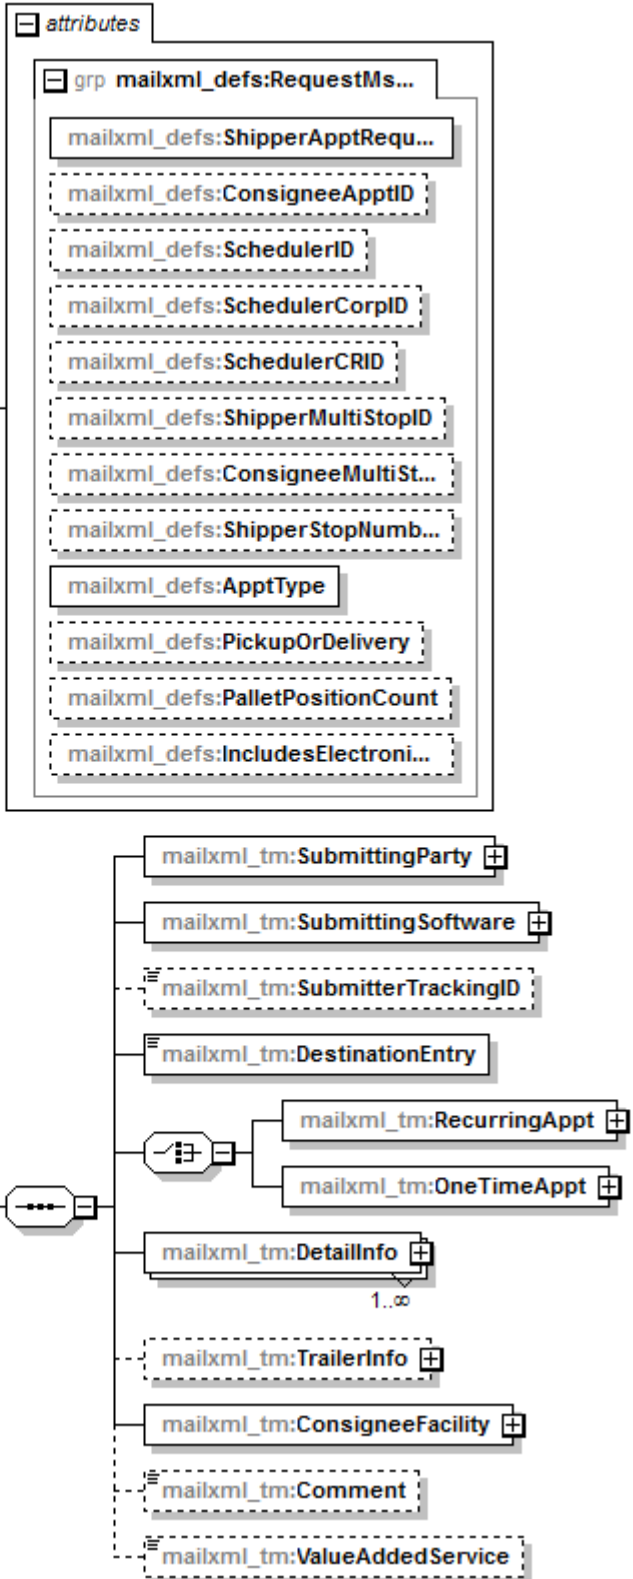 attributes
grp mailxml_defs:RequestMs...
mailxml_defs:ShipperApptRequ...
mailxml_defs:ConsigneeApptID
mailxml_defs:SchedulerID
mailxml_defs:SchedulerCorpID
mailxml_defs:SchedulerCRID
mailxml_defs:ShipperMultiStopID
mailxml_defs:ConsigneeMultiSt...
mailxml_defs:ShipperStopNumb...
mailxml_defs:ApptType
mailxml_defs:PickupOrDelivery
mailxml_defs:PalletPositionCount
mailxml_defs:IncludesElectroni...
mailxml_tm:SubmittingParty
mailxml_tm:SubmittingSoftware
mailxml_tm:SubmitterTrackingID
mailxml_tm:DestinationEntry
mailxml_tm:RecurringAppt
mailxml_tm:OneTimeAppt
mailxml_tm:DetailInfo
1..∞
mailxml_tm:TrailerInfo
mailxml_tm:ConsigneeFacility
mailxml_tm:Comment
mailxml_tm:ValueAddedService